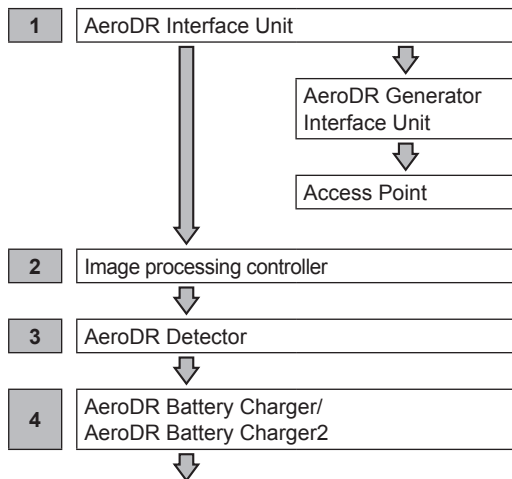 1 AeroDR Interface Unit
AeroDR Generator
Interface Unit
Access Point
2 Image processing controller
3 AeroDR Detector
4 AeroDR Battery Charger/
AeroDR Battery Charger2